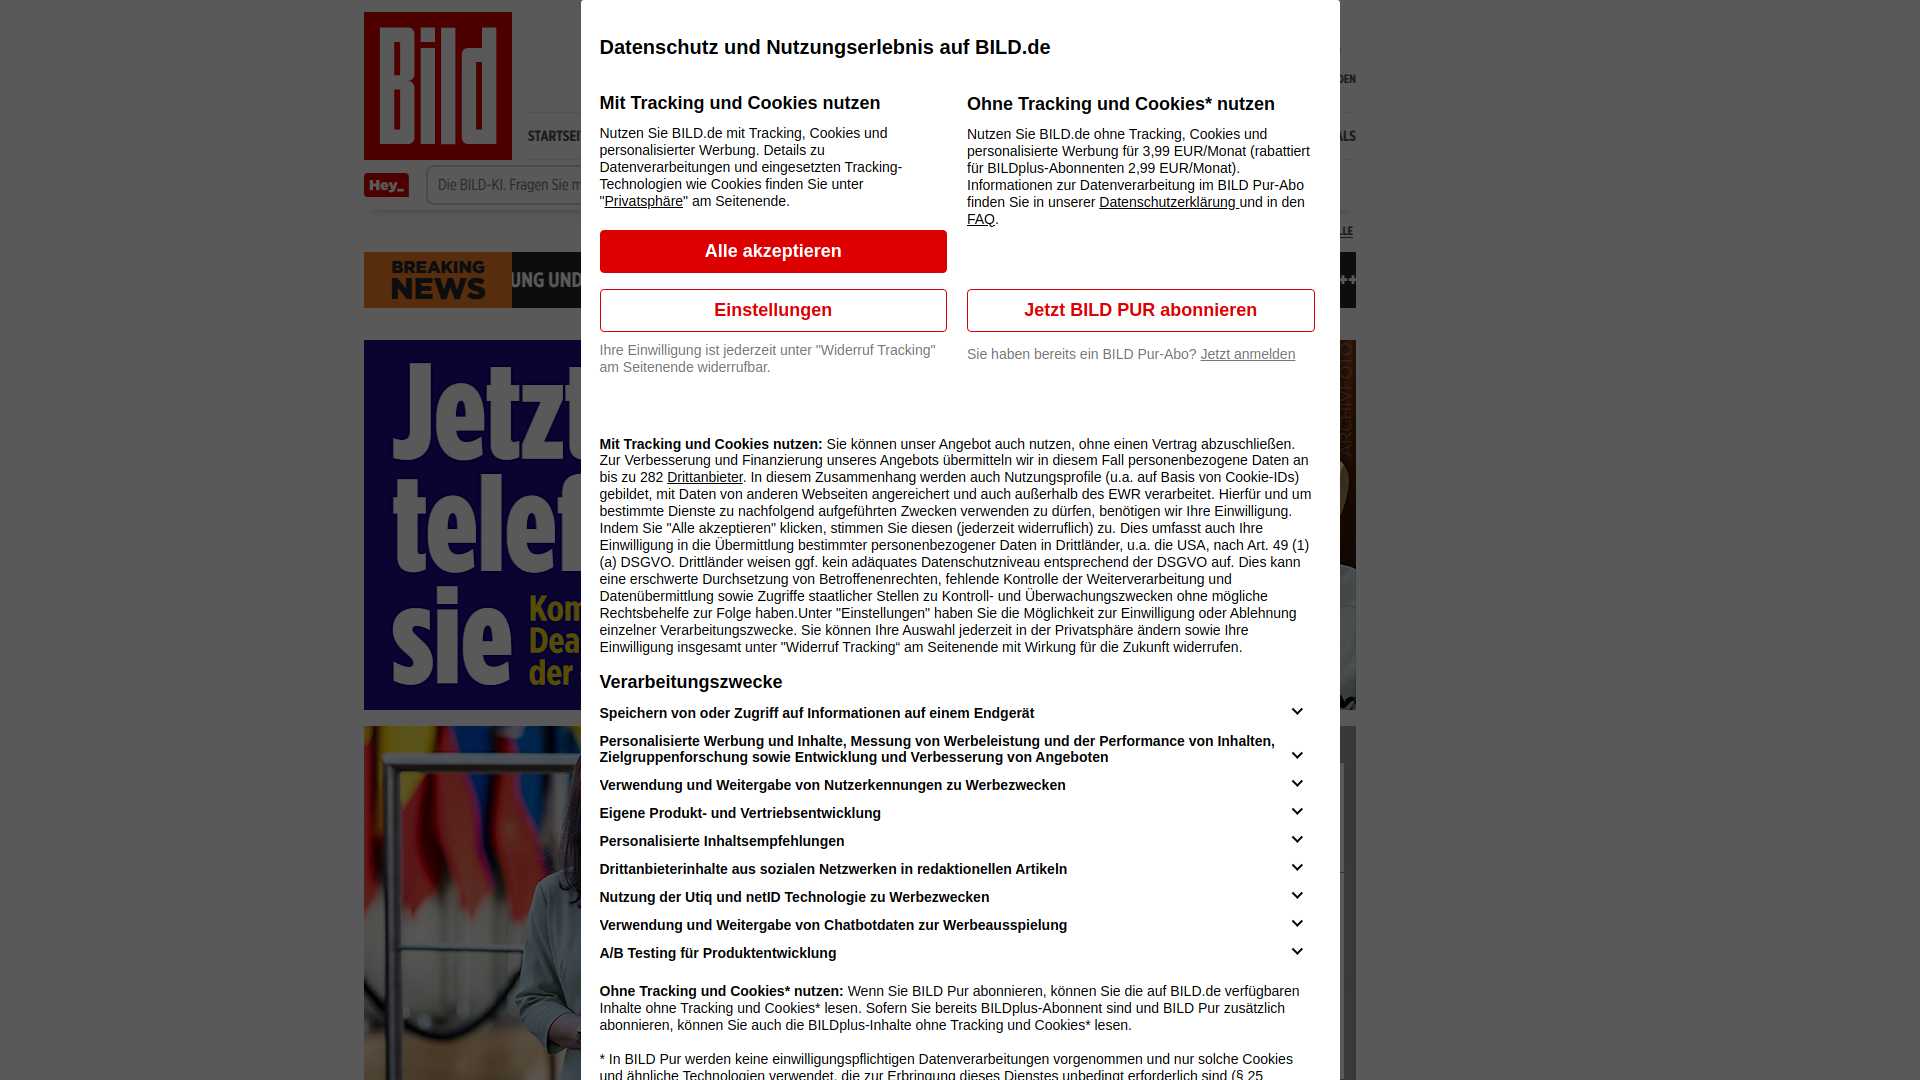 Bild
Datenschutz und Nutzungserlebnis auf BILD.de
Mit Tracking und Cookies nutzen
Nutzen Sie BILD.de mit Tracking, Cookies und
personalisierter Werbung. Details zu
Datenverarbeitungen und eingesetzten Tracking-
Technologien wie Cookies finden Sie unter
"Privatsphäre" am Seitenende.
Alle akzeptieren
Einstellungen
Ihre Einwilligung ist jederzeit unter "Widerruf Tracking"
am Seitenende widerrufbar.
Ohne Tracking und Cookies* nutzen
Nutzen Sie BILD.de ohne Tracking, Cookies und
personalisierte Werbung für 3,99 EUR/Monat (rabattiert
für BILDplus-Abonnenten 2,99 EUR/Monat).
Informationen zur Datenverarbeitung im BILD Pur-Abo
finden Sie in unserer Datenschutzerklärung und in den
FAQ.
Jetzt BILD PUR abonnieren
Sie haben bereits ein BILD Pur-Abo? Jetzt anmelden
Hey_
Die BILD-KI. Fragen Sie
BREAKING
NEWS
UNG UND
Jetzt
sie
der
ARCHIVFOTO
Mit Tracking und Cookies nutzen: Sie können unser Angebot auch nutzen, ohne einen Vertrag abzuschließen.
Zur Verbesserung und Finanzierung unseres Angebots übermitteln wir in diesem Fall personenbezogene Daten an
bis zu 282 Drittanbieter. In diesem Zusammenhang werden auch Nutzungsprofile (u.a. auf Basis von Cookie-IDs)
gebildet, mit Daten von anderen Webseiten angereichert und auch außerhalb des EWR verarbeitet. Hierfür und um
bestimmte Dienste zu nachfolgend aufgeführten Zwecken verwenden zu dürfen, benötigen wir Ihre Einwilligung.
Indem Sie "Alle akzeptieren" klicken, stimmen Sie diesen (jederzeit widerruflich) zu. Dies umfasst auch Ihre
Einwilligung in die Übermittlung bestimmter personenbezogener Daten in Drittländer, u.a. die USA, nach Art. 49 (1)
(a) DSGVO. Drittländer weisen ggf. kein adäquates Datenschutzniveau entsprechend der DSGVO auf. Dies kann
eine erschwerte Durchsetzung von Betroffenenrechten, fehlende Kontrolle der Weiterverarbeitung und
Datenübermittlung sowie Zugriffe staatlicher Stellen zu Kontroll- und Überwachungszwecken ohne mögliche
Rechtsbehelfe zur Folge haben.Unter "Einstellungen" haben Sie die Möglichkeit zur Einwilligung oder Ablehnung
einzelner Verarbeitungszwecke. Sie können Ihre Auswahl jederzeit in der Privatsphäre ändern sowie Ihre
Einwilligung insgesamt unter "Widerruf Tracking“ am Seitenende mit Wirkung für die Zukunft widerrufen.
Verarbeitungszwecke
Speichern von oder Zugriff auf Informationen auf einem Endgerät
Personalisierte Werbung und Inhalte, Messung von Werbeleistung und der Performance von Inhalten,
Zielgruppenforschung sowie Entwicklung und Verbesserung von Angeboten
Verwendung und Weitergabe von Nutzerkennungen zu Werbezwecken
Eigene Produkt- und Vertriebsentwicklung
Personalisierte Inhaltsempfehlungen
Drittanbieterinhalte aus sozialen Netzwerken in redaktionellen Artikeln
Nutzung der Utiq und netID Technologie zu Werbezwecken
Verwendung und Weitergabe von Chatbotdaten zur Werbeausspielung
A/B Testing für Produktentwicklung
Ohne Tracking und Cookies* nutzen: Wenn Sie BILD Pur abonnieren, können Sie die auf BILD.de verfügbaren
Inhalte ohne Tracking und Cookies* lesen. Sofern Sie bereits BILDplus-Abonnent sind und BILD Pur zusätzlich
abonnieren, können Sie auch die BILDplus-Inhalte ohne Tracking und Cookies* lesen.
* In BILD Pur werden keine einwilligungspflichtigen Datenverarbeitungen vorgenommen und nur solche Cookies
und ähnliche Technologien verwendet, die zur Erbringung dieses Dienstes unbedingt erforderlich sind (§ 25